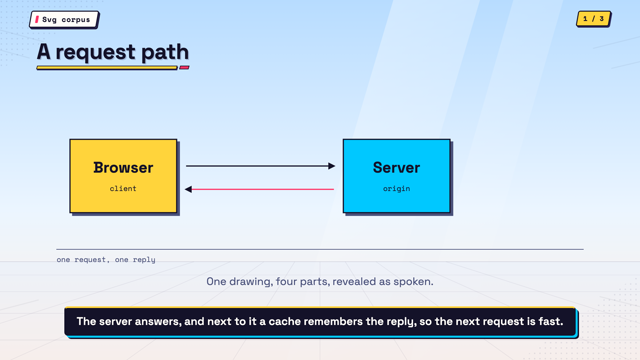 Svg corpus
1 / 3
A request path
Browser
client
Server
origin
one request, one reply
One drawing, four parts, revealed as spoken.
The server answers, and next to it a cache remembers the reply, so the next request is fast.